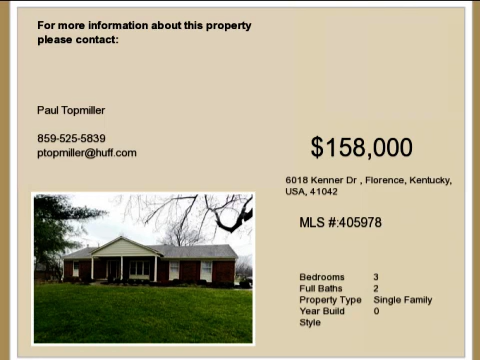 For more information about this property
please contact:
Paul Topmiller
859-525-5839
ptopmiller@huff.com
$158,000
6018 Kenner Dr , Florence, Kentucky,
USA, 41042
MLS #:405978
Bedrooms 3
Full Baths 2
Property Type Single Family
Year Build 0
Style